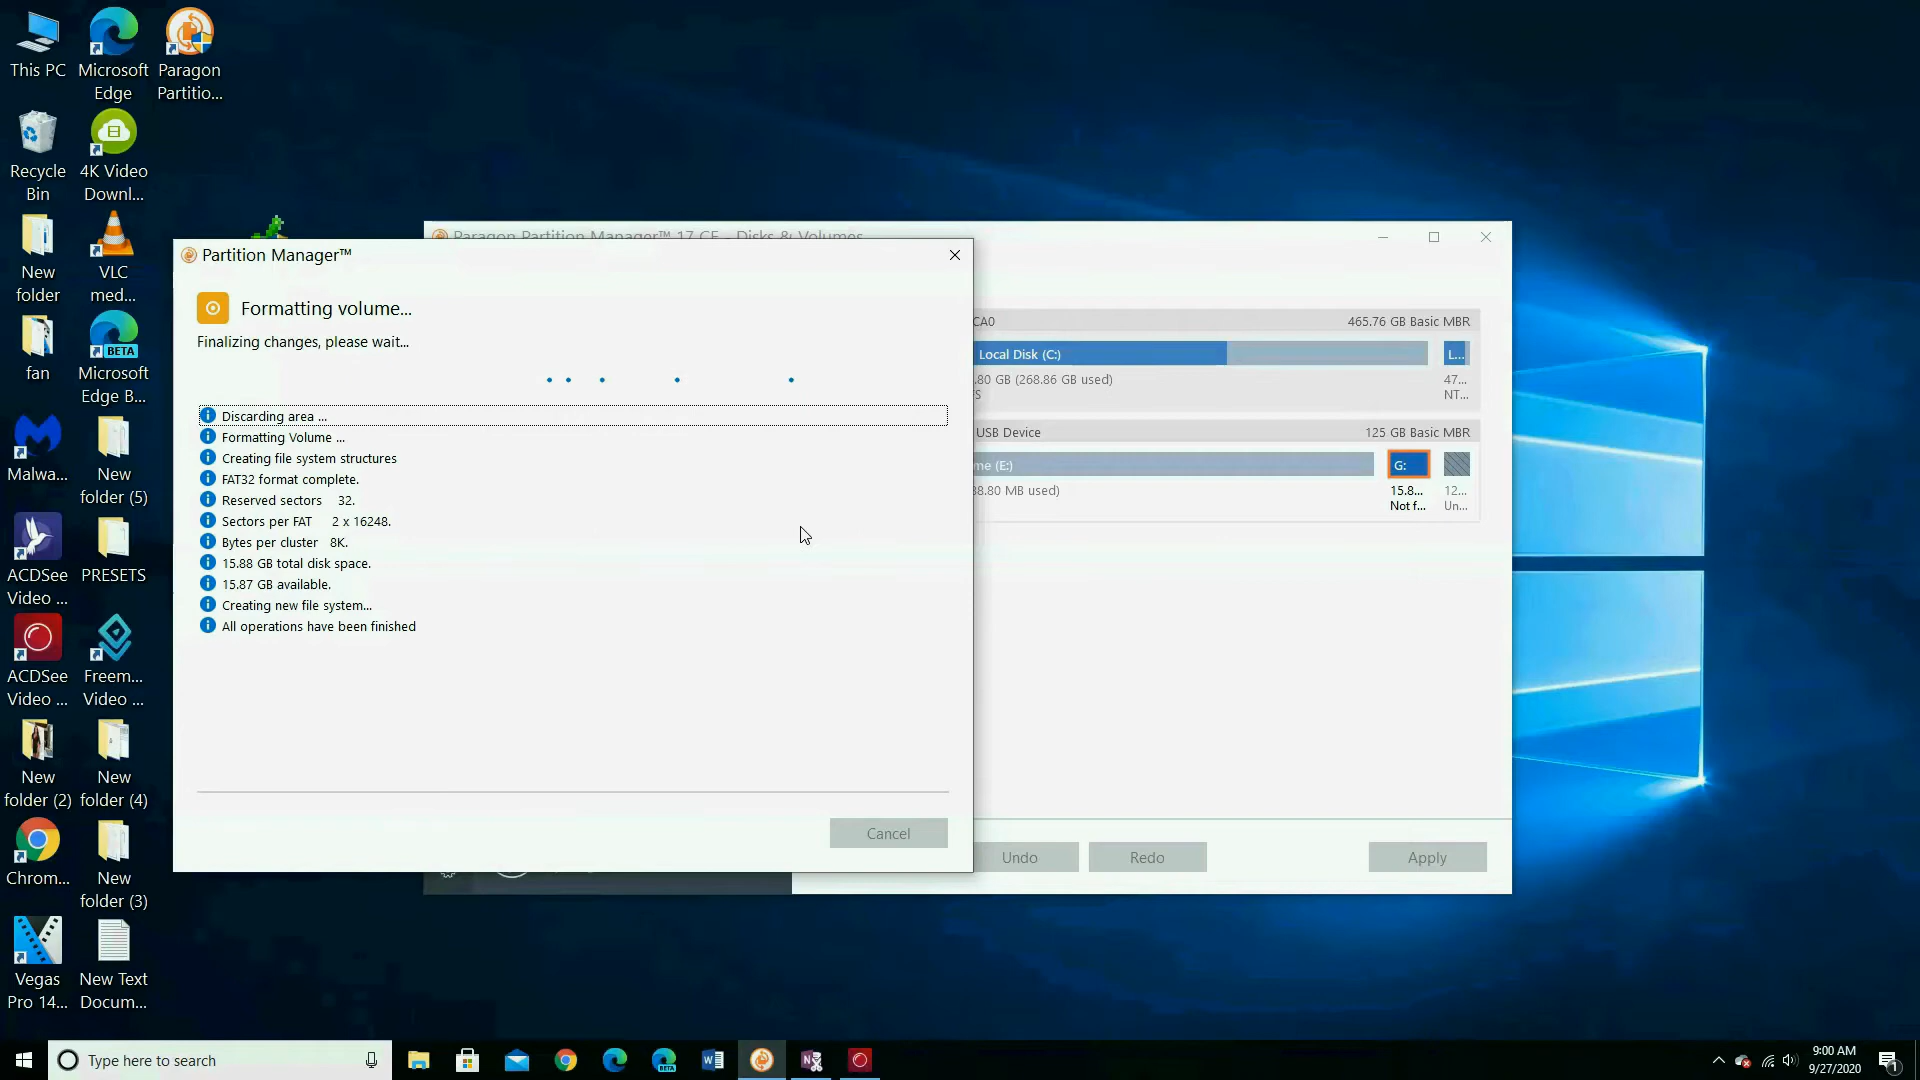 This PC
Microsoft
Edge
Paragon
Partitio...
Recycle
Bin
4K Video
Downl...
New
folder
VLC
med...
fan
BETA
Microsoft
Edge B...
Malwa...
New
folder (5)
ACDSee
Video ...
PRESETS
ACDSee
Video ...
Freem...
Video ...
New
folder (2)
New
folder (4)
Chrom...
New
folder (3)
Vegas
Pro 14...
New Text
Docum...
Paragon Partition Manager™ 17 CE - Disks & Volumes
Partition Manager™
Formatting volume...
Finalizing changes, please wait...
Discarding area ...
Formatting Volume ...
Creating file system structures
FAT32 format complete.
Reserved sectors 32.
Sectors per FAT 2 x 16248.
Bytes per cluster 8K.
15.88 GB total disk space.
15.87 GB available.
Creating new file system...
All operations have been finished
Cancel
CA0
465.76 GB Basic MBR
Local Disk (C:)
L...
.80 GB (268.86 GB used)
S
47...
NT...
USB Device
125 GB Basic MBR
me (E:)
G:
38.80 MB used)
15.8...
Not f...
12...
Un...
Undo
Redo
Apply
Type here to search
BETA
9:00 AM
9/27/2020
1